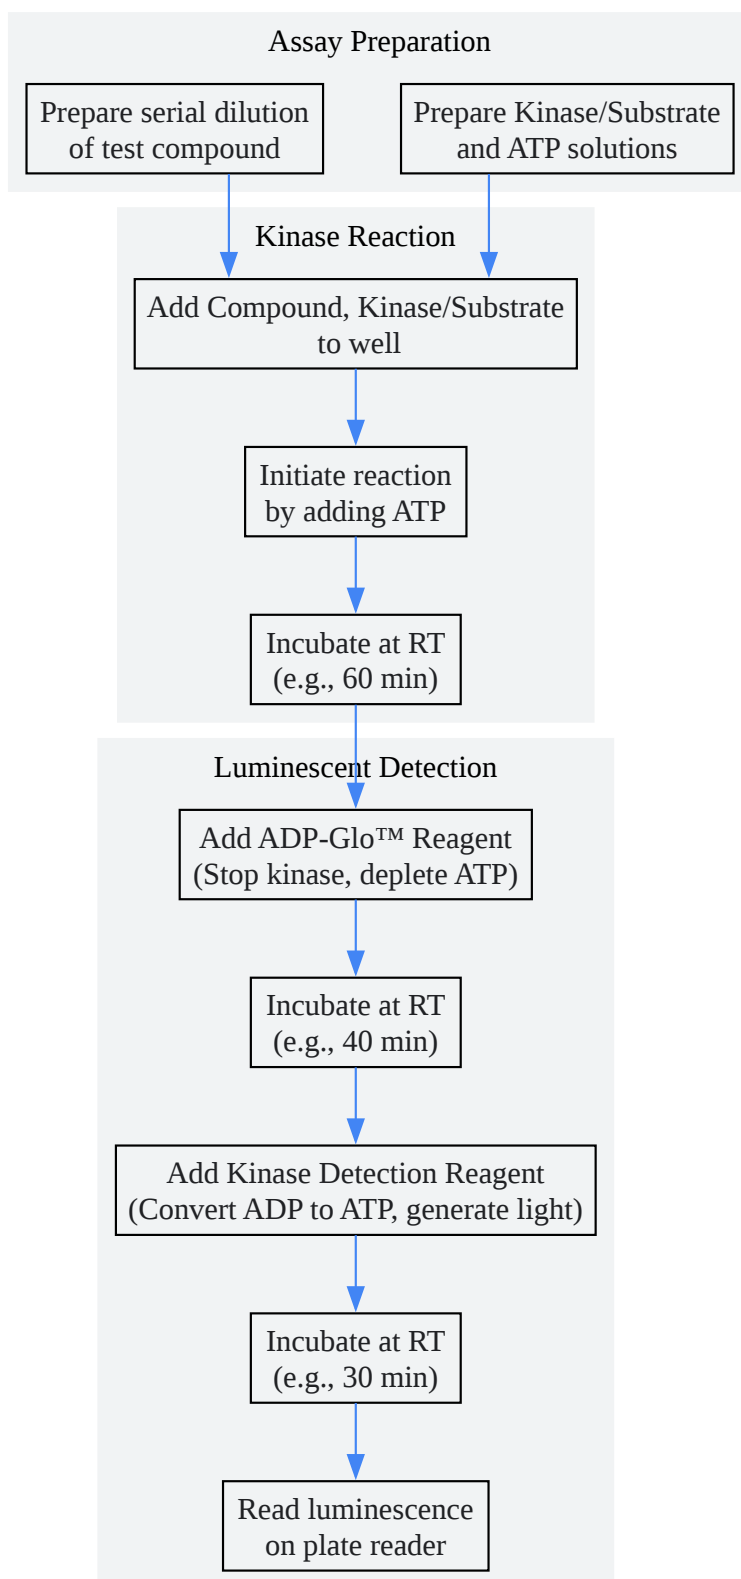 Assay Preparation
Prepare serial dilution
of test compound
Prepare Kinase/Substrate
and ATP solutions
Kinase Reaction
Add Compound, Kinase/Substrate
to well
Initiate reaction
by adding ATP
Incubate at RT
(e.g., 60 min)
Luminescent Detection
Add ADP-Glo™ Reagent
(Stop kinase, deplete ATP)
Incubate at RT
(e.g., 40 min)
Add Kinase Detection Reagent
(Convert ADP to ATP, generate light)
Incubate at RT
(e.g., 30 min)
Read luminescence
on plate reader